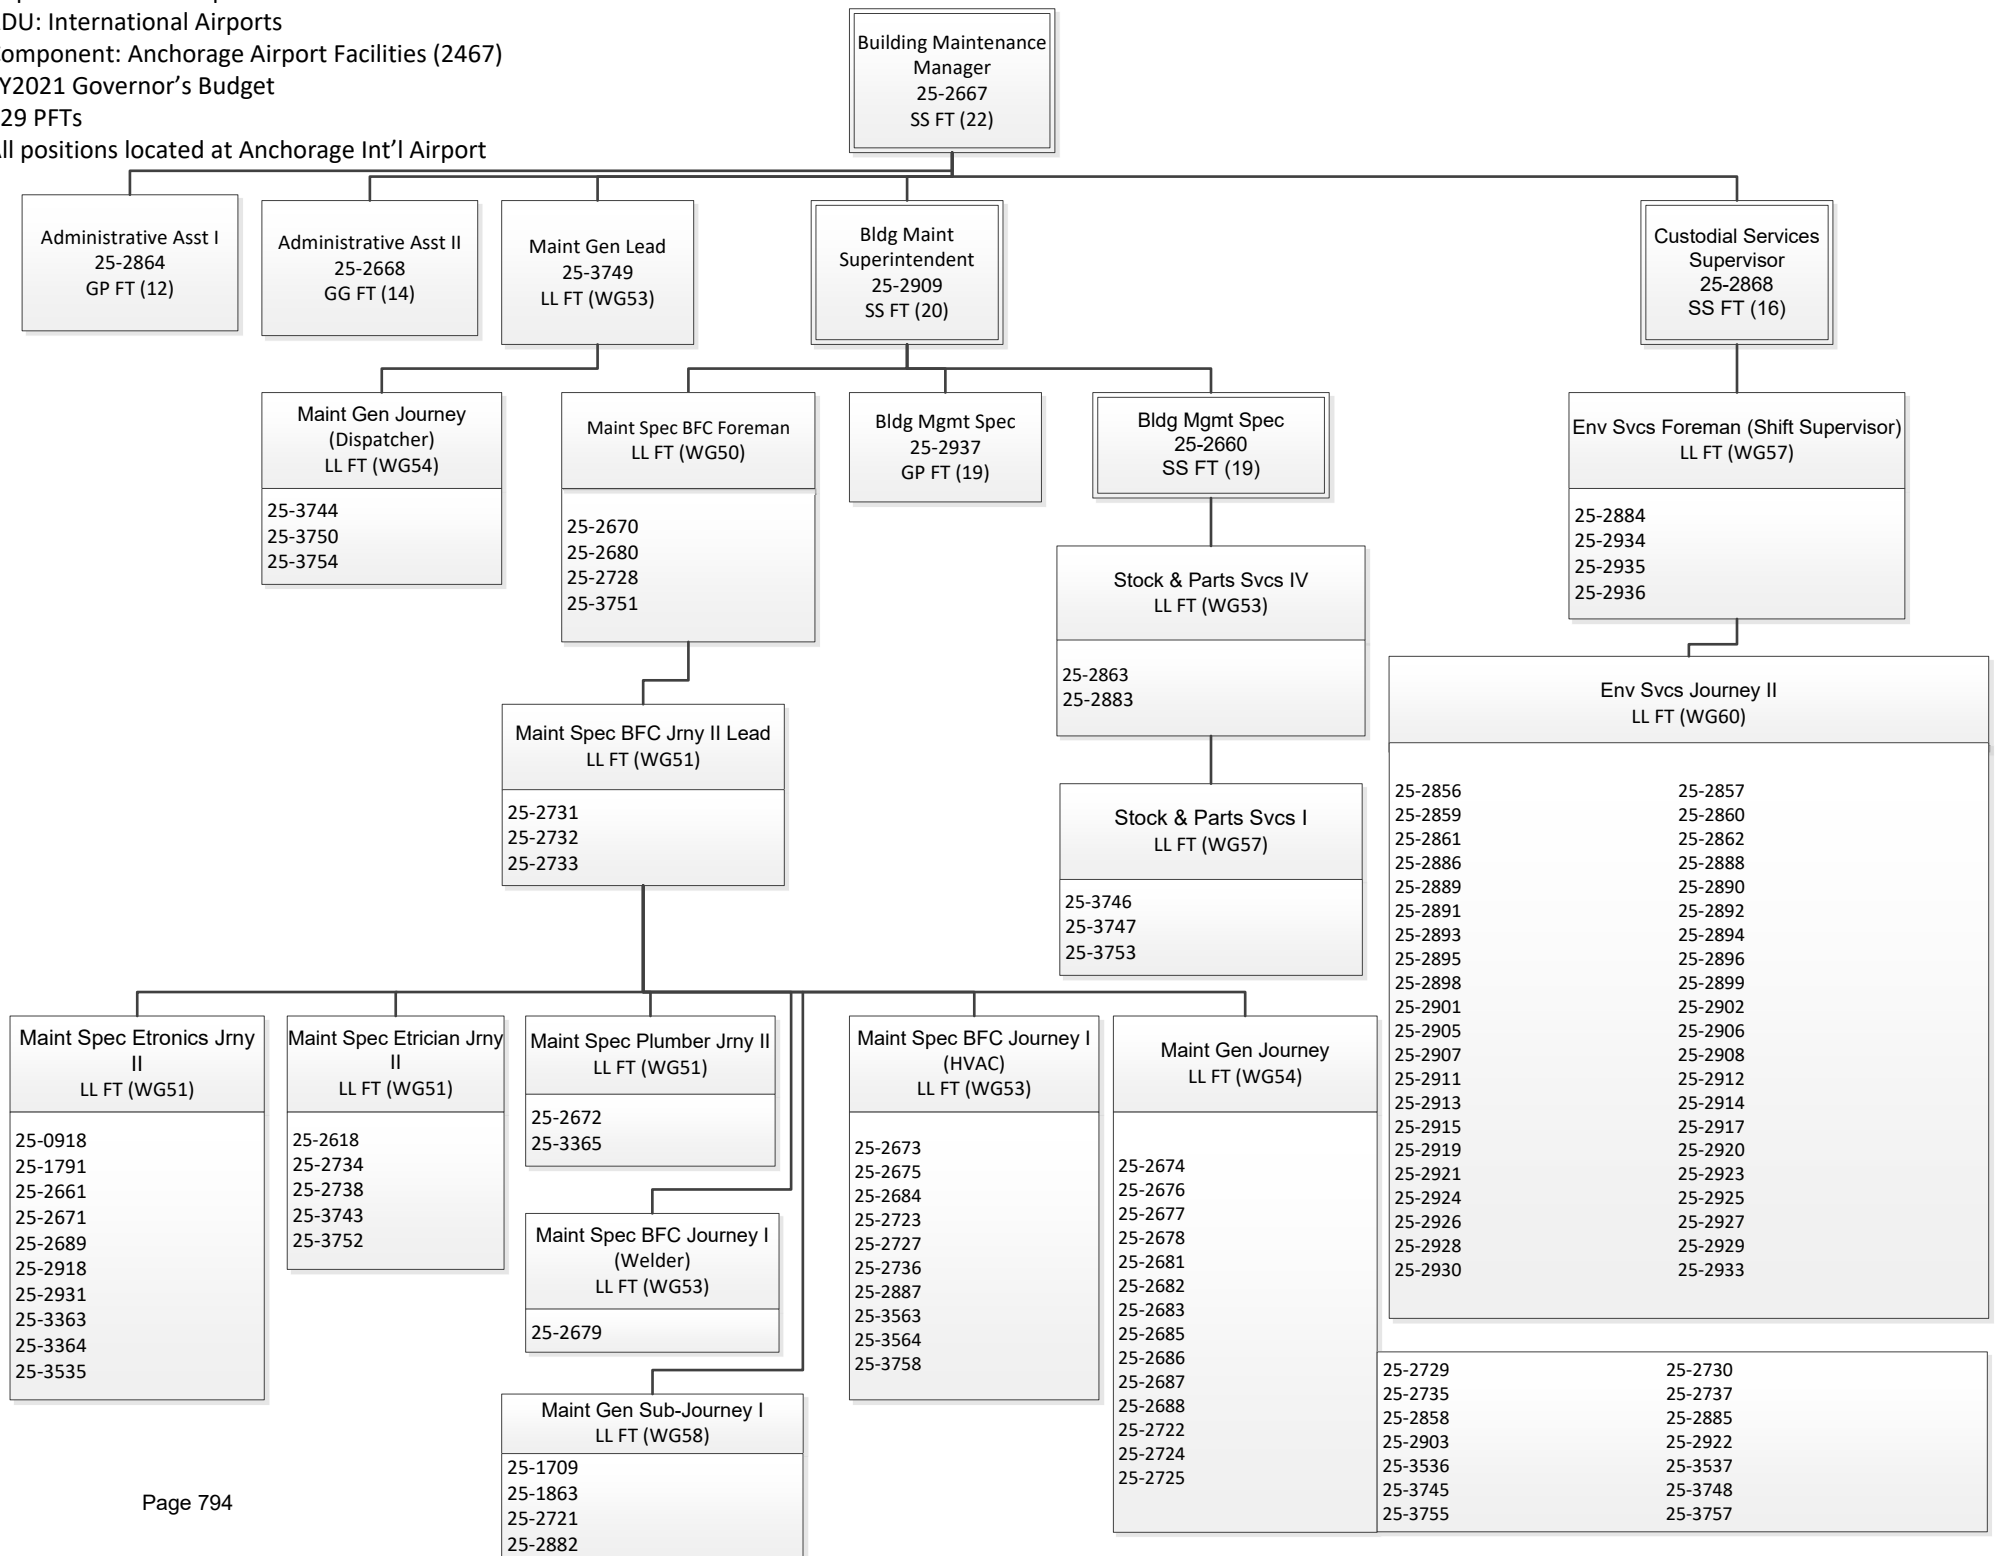 DU: International Airports
omponent: Anchorage Airport Facilities (2467)
Y2021 Governor's Budget
29 PFTs
ll positions located at Anchorage Int'l Airport
Building Maintenance
Manager
25-2667
SS FT (22)
Administrative Asst I
25-2864
GP FT (12)
Administrative Asst II
25-2668
GG FT (14)
Maint Gen Lead
25-3749
LL FT (WG53)
Bldg Maint
Superintendent
25-2909
SS FT (20)
Custodial Services
Supervisor
25-2868
SS FT (16)
Maint Gen Journey
(Dispatcher)
LL FT (WG54)
25-3744
25-3750
25-3754
Maint Spec BFC Foreman
LL FT (WG50)
25-2670
25-2680
25-2728
25-3751
Bldg Mgmt Spec
25-2937
GP FT (19)
Bldg Mgmt Spec
25-2660
SS FT (19)
Env Svcs Foreman (Shift Supervisor)
LL FT (WG57)
25-2884
25-2934
25-2935
25-2936
Stock & Parts Svcs IV
LL FT (WG53)
25-2863
25-2883
Maint Spec BFC Jrny II Lead
LL FT (WG51)
25-2731
25-2732
25-2733
Stock & Parts Svcs I
LL FT (WG57)
25-3746
25-3747
25-3753
Env Svcs Journey II
LL FT (WG60)
25-2856 25-2857
25-2859 25-2860
25-2861 25-2862
25-2886 25-2888
25-2889 25-2890
25-2891 25-2892
25-2893 25-2894
25-2895 25-2896
25-2898 25-2899
25-2901 25-2902
25-2905 25-2906
25-2907 25-2908
25-2911 25-2912
25-2913 25-2914
25-2915 25-2917
25-2919 25-2920
25-2921 25-2923
25-2924 25-2925
25-2926 25-2927
25-2928 25-2929
25-2930 25-2933
Maint Spec Etronics Jrny
II
LL FT (WG51)
25-0918
25-1791
25-2661
25-2671
25-2689
25-2918
25-2931
25-3363
25-3364
25-3535
Maint Spec Etrician Jrny
II
LL FT (WG51)
25-2618
25-2734
25-2738
25-3743
25-3752
Maint Spec Plumber Jrny II
LL FT (WG51)
25-2672
25-3365
Maint Spec BFC Journey I
(Welder)
LL FT (WG53)
25-2679
Maint Gen Sub-Journey I
LL FT (WG58)
25-1709
25-1863
25-2721
25-2882
Maint Spec BFC Journey I
(HVAC)
LL FT (WG53)
25-2673
25-2675
25-2684
25-2723
25-2727
25-2736
25-2887
25-3563
25-3564
25-3758
Maint Gen Journey
LL FT (WG54)
25-2674
25-2676
25-2677
25-2678
25-2681
25-2682
25-2683
25-2685
25-2686
25-2687
25-2688
25-2722
25-2724
25-2725
25-2729 25-2730
25-2735 25-2737
25-2858 25-2885
25-2903 25-2922
25-3536 25-3537
25-3745 25-3748
25-3755 25-3757
Page 794